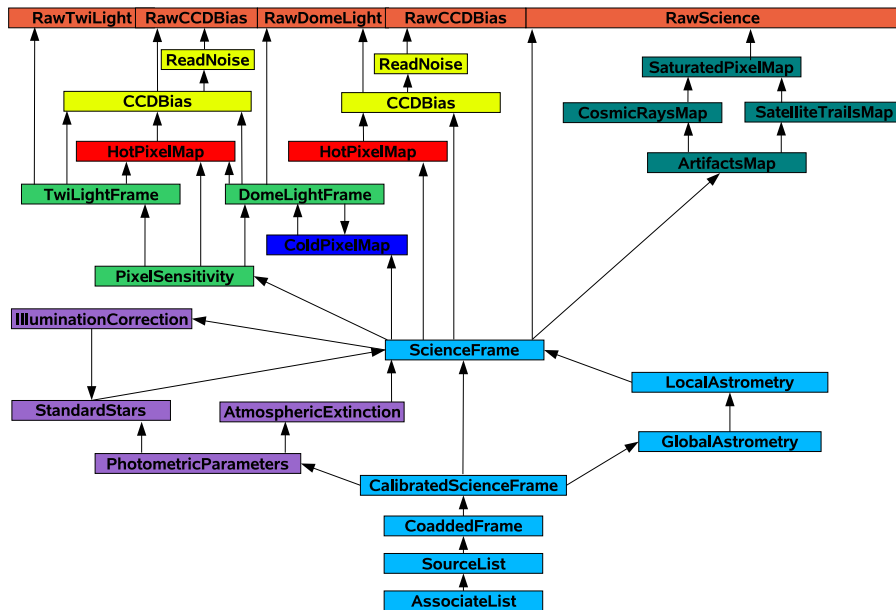 RawTwiLight
RawCCDBias
RawDomeLight
RawCCDBias
RawScience
ReadNoise
ReadNoise
SaturatedPixelMap
CCDBias
CCDBias
CosmicRaysMap
SatelliteTrailsMap
HotPixelMap
HotPixelMap
ArtifactsMap
TwiLightFrame
DomeLightFrame
ColdPixelMap
PixelSensitivity
IlluminationCorrection
ScienceFrame
LocalAstrometry
StandardStars
AtmosphericExtinction
GlobalAstrometry
PhotometricParameters
CalibratedScienceFrame
CoaddedFrame
SourceList
AssociateList